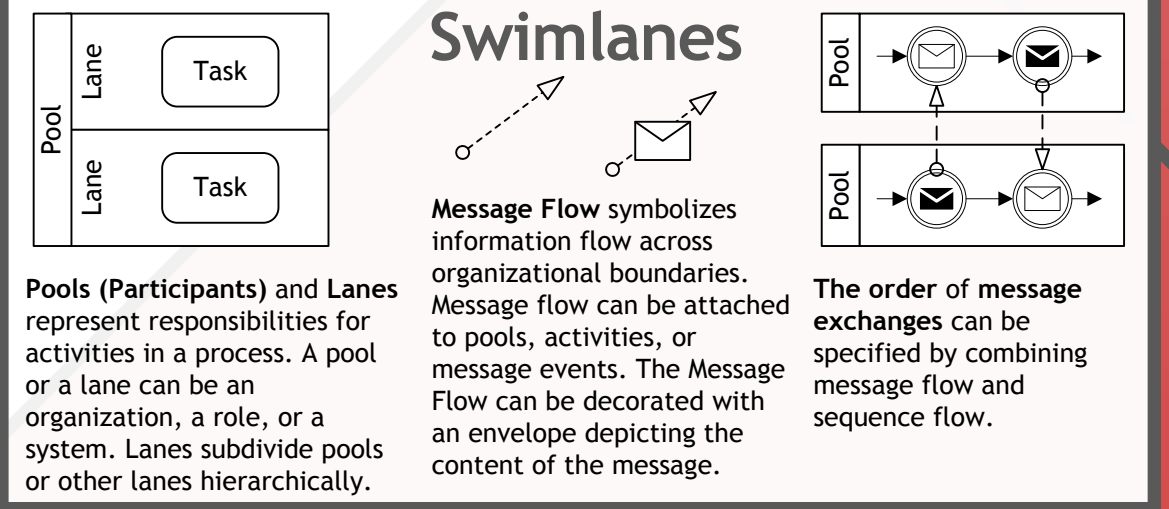 Swimlanes
Pool
Lane
Task
Lane
Task
Pools (Participants) and Lanes
represent responsibilities for
activities in a process. A pool
or a lane can be an
organization, a role, or a
system. Lanes subdivide pools
or other lanes hierarchically.
Message Flow symbolizes
information flow across
organizational boundaries.
Message flow can be attached
to pools, activities, or
message events. The Message
Flow can be decorated with
an envelope depicting the
content of the message.
Pool
Pool
The order of message
exchanges can be
specified by combining
message flow and
sequence flow.